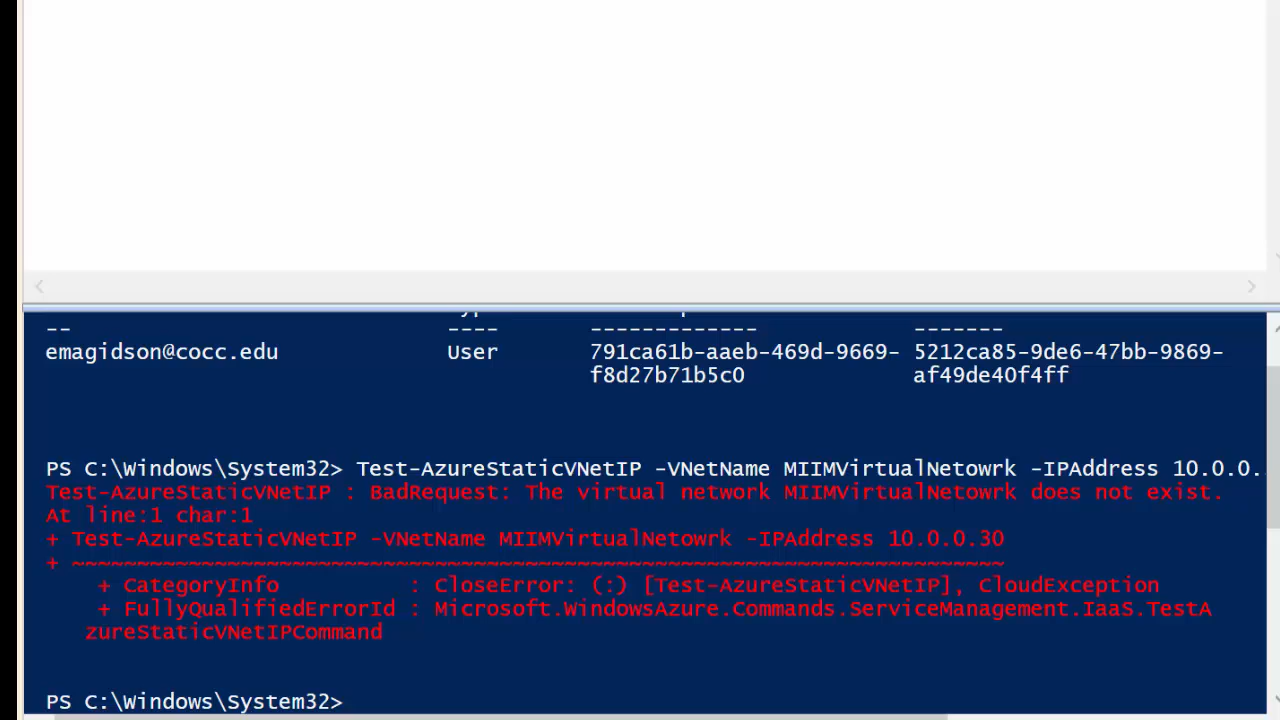 -- ---- ------------- -------
emagidson@cocc.edu User 791ca61b-aaeb-469d-9669- 5212ca85-9de6-47bb-9869-
f8d27b71b5c0 af49de40f4ff
PS C:\Windows\System32> Test-AzureStaticVNetIP -VNetName MIIMVirtualNetowrk -IPAddress 10.0.0.
Test-AzureStaticVNetIP : BadRequest: The virtual network MIIMVirtualNetowrk does not exist.
At line:1 char:1
+ Test-AzureStaticVNetIP -VNetName MIIMVirtualNetowrk -IPAddress 10.0.0.30
+ ~~~~~~~~~~~~~~~~~~~~~~~~~~~~~~~~~~~~~~~~~~~~~~~~~~~~~~~~~~~~~~~~~~~~~~~~
+ CategoryInfo : CloseError: (:) [Test-AzureStaticVNetIP], CloudException
+ FullyQualifiedErrorId : Microsoft.WindowsAzure.Commands.ServiceManagement.IaaS.TestA
zureStaticVNetIPCommand
PS C:\Windows\System32>